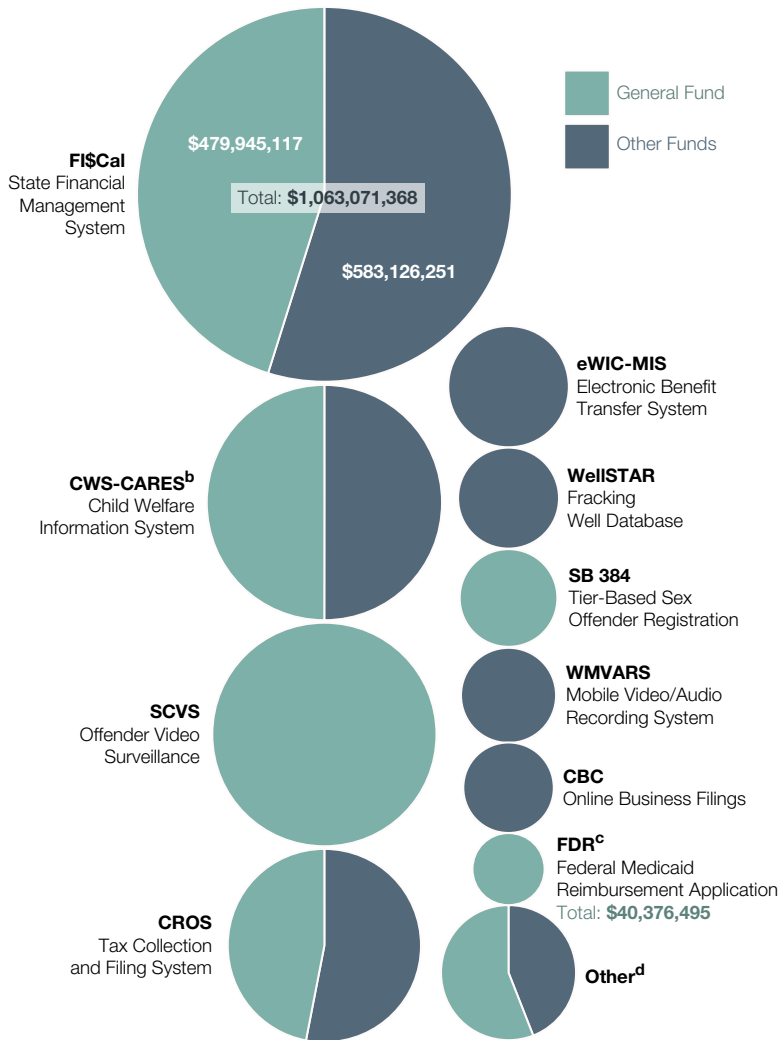 General Fund
Other Funds
FI$Cal
State Financial
Management
System
$479,945,117
Total: $1,063,071,368
$583,126,251
CWS-CARESᵇ
Child Welfare
Information System
SCVS
Offender Video
Surveillance
CROS
Tax Collection
and Filing System
eWIC-MIS
Electronic Benefit
Transfer System
WellSTAR
Fracking
Well Database
SB 384
Tier-Based Sex
Offender Registration
WMVARS
Mobile Video/Audio
Recording System
CBC
Online Business Filings
FDRᶜ
Federal Medicaid
Reimbursement Application
Total: $40,376,495
Otherᵈ